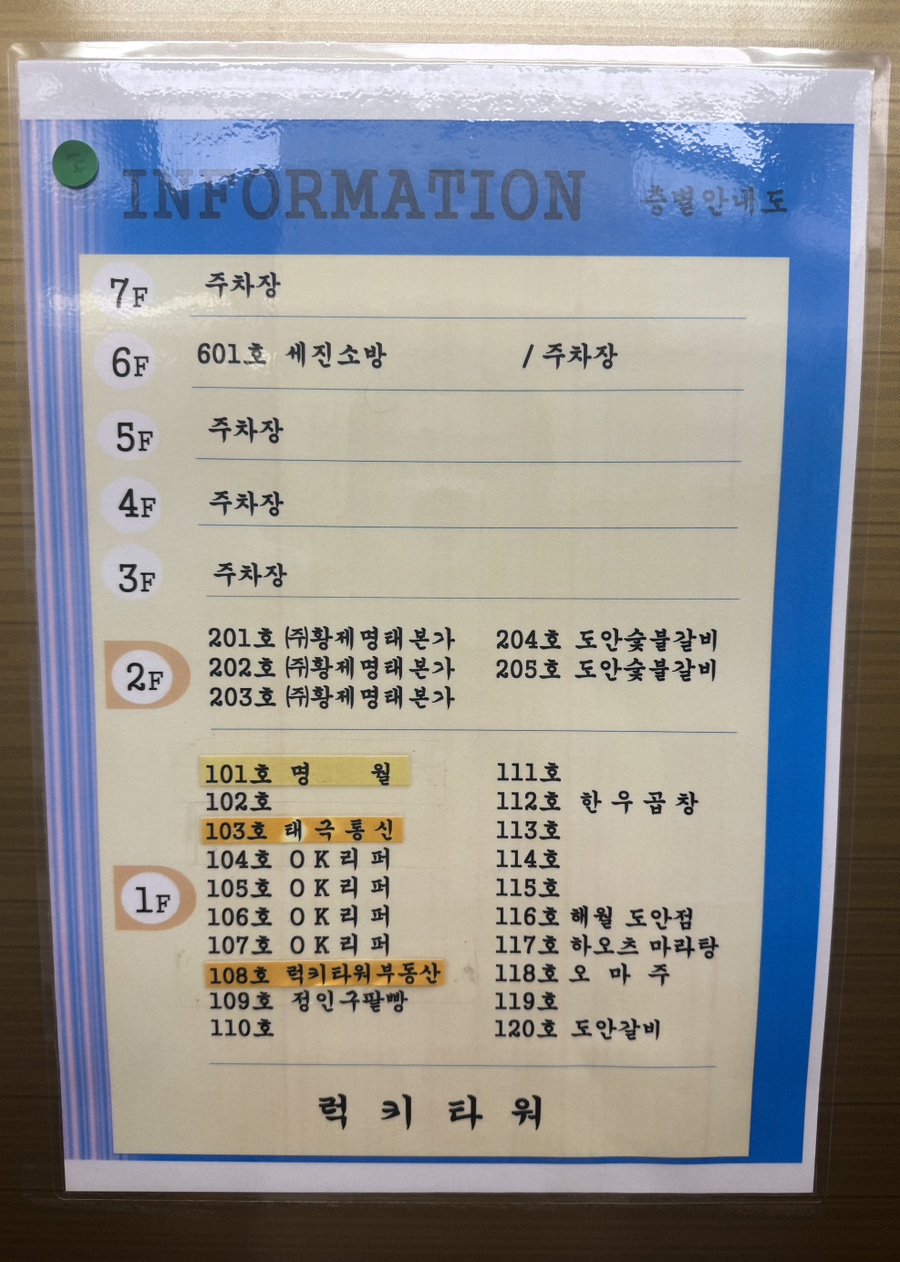 INFORMATION 층별안내도
7F 주차장
6F 601호 세진소방 / 주차장
5F 주차장
4F 주차장
3F 주차장
2F
201호 ㈜황제명태본가
202호 ㈜황제명태본가
203호 ㈜황제명태본가
204호 도안숯불갈비
205호 도안숯불갈비
1F
101호 명 월
102호
103호 태극통신
104호 OK리퍼
105호 OK리퍼
106호 OK리퍼
107호 OK리퍼
108호 럭키타워부동산
109호 정인구팥빵
110호
111호
112호 한우곱창
113호
114호
115호
116호 해월 도안점
117호 하오츠 마라탕
118호 오마주
119호
120호 도안갈비
럭키타워